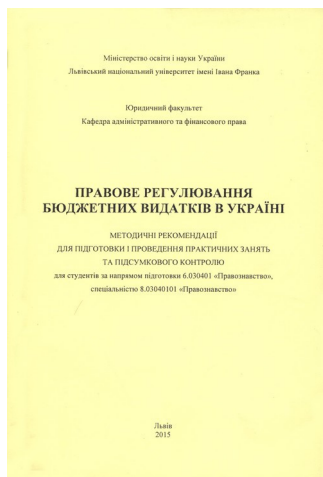 Міністерство освіти і науки України
Львівський національний університет імені Івана Франка
Юридичний факультет
Кафедра адміністративного та фінансового права
ПРАВОВЕ РЕГУЛЮВАННЯ
БЮДЖЕТНИХ ВИДАТКІВ В УКРАЇНІ
МЕТОДИЧНІ РЕКОМЕНДАЦІЇ
ДЛЯ ПІДГОТОВКИ І ПРОВЕДЕННЯ ПРАКТИЧНИХ ЗАНЯТЬ
ТА ПІДСУМКОВОГО КОНТРОЛЮ
для студентів за напрямом підготовки 6.030401 «Правознавство»,
спеціальністю 8.03040101 «Правознавство»
Львів
2015